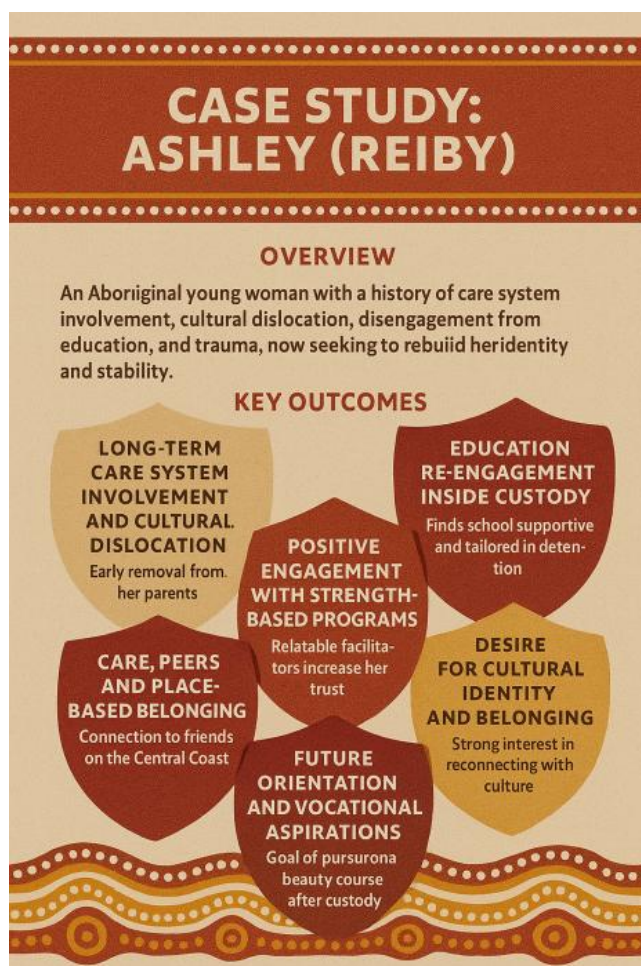 CASE STUDY:
ASHLEY (REIBY)
OVERVIEW
An Aboriiginal young woman with a history of care system
involvement, cultural dislocation, disengagement from
education, and trauma, now seeking to rebuiid heridentity
and stability.
KEY OUTCOMES
LONG-TERM
CARE SYSTEM
INVOLVEMENT
AND CULTURAL.
DISLOCATION
Early removal from.
her parents
EDUCATION
RE-ENGAGEMENT
INSIDE CUSTODY
Finds school supportive
and tailored in deten-
tion
POSITIVE
ENGAGEMENT
WITH STRENGTH-
BASED PROGRAMS
Relatable facilita-
tors increase her
trust
CARE, PEERS
AND PLACE-
BASED BELONGING
Connection to friends
on the Central Coast
DESIRE
FOR CULTURAL
IDENTITY
AND BELONGING
Strong interest in
reconnecting with
culture
FUTURE
ORIENTATION
AND VOCATIONAL
ASPIRATIONS
Goal of pursurona
beauty course
after custody